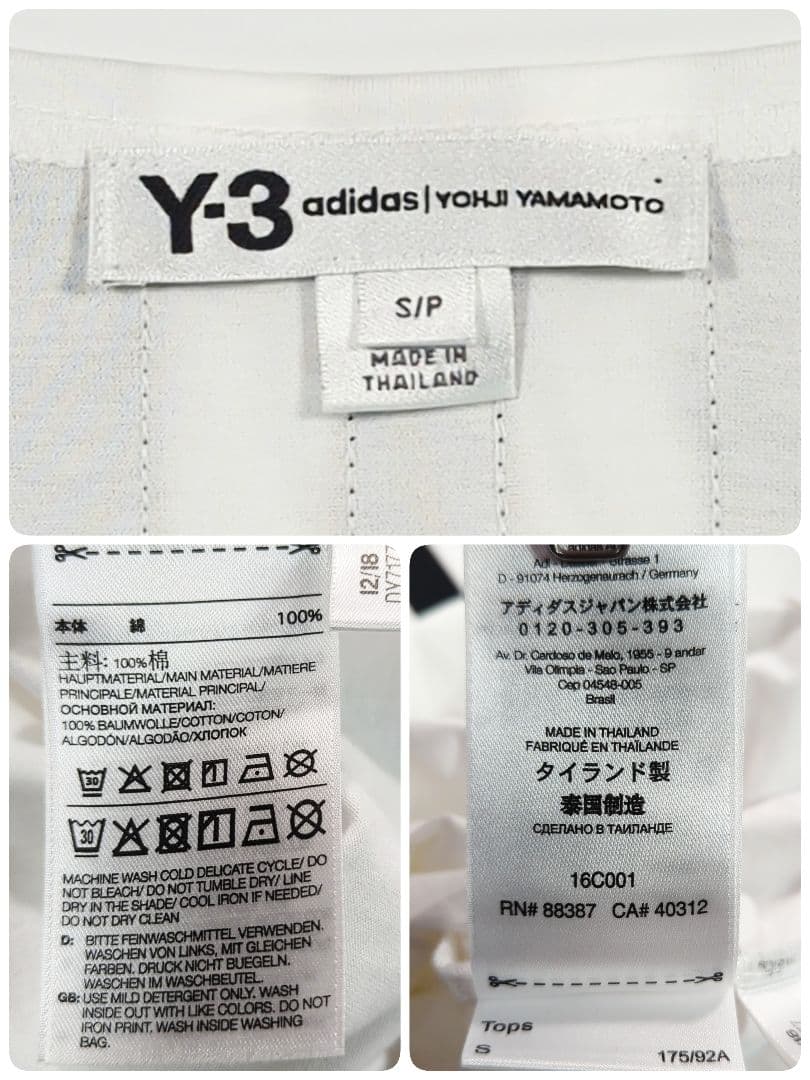 Y-3 adidas | YOHJI YAMAMOTO
S/P
MADE IN
THAILAND
12/18
本体 綿 100%
主料: 100%棉
HAUPTMATERIAL/MAIN MATERIAL/MATIERE
PRINCIPALE/MATERIAL PRINCIPAL/
ОСНОВНОЙ МАТЕРИАЛ:
100% BAUMWOLLE/COTTON/COTON/
ALGODÓN/ALGODÃO/ХЛОПОК
30
30
MACHINE WASH COLD DELICATE CYCLE/ DO
NOT BLEACH/ DO NOT TUMBLE DRY/ LINE
DRY IN THE SHADE/ COOL IRON IF NEEDED/
DO NOT DRY CLEAN
D: BITTE FEINWASCHMITTEL VERWENDEN.
WASCHEN VON LINKS, MIT GLEICHEN
FARBEN. DRUCK NICHT BUEGELN.
WASCHEN IM WASCHBEUTEL.
GB: USE MILD DETERGENT ONLY. WASH
INSIDE OUT WITH LIKE COLORS. DO NOT
IRON PRINT. WASH INSIDE WASHING
BAG.
adidas AG
D - 91074 Herzogenaurach / Germany
アディダスジャパン株式会社
0120-305-393
Av. Dr. Cardoso de Melo, 1955 - 9 andar
Vila Olimpia - Sao Paulo - SP
Cep 04548-005
Brasil
MADE IN THAILAND
FABRIQUÉ EN THAÏLANDE
タイランド製
泰国制造
СДЕЛАНО В ТАИЛАНДЕ
16C001
RN# 88387 CA# 40312
Tops
S 175/92A